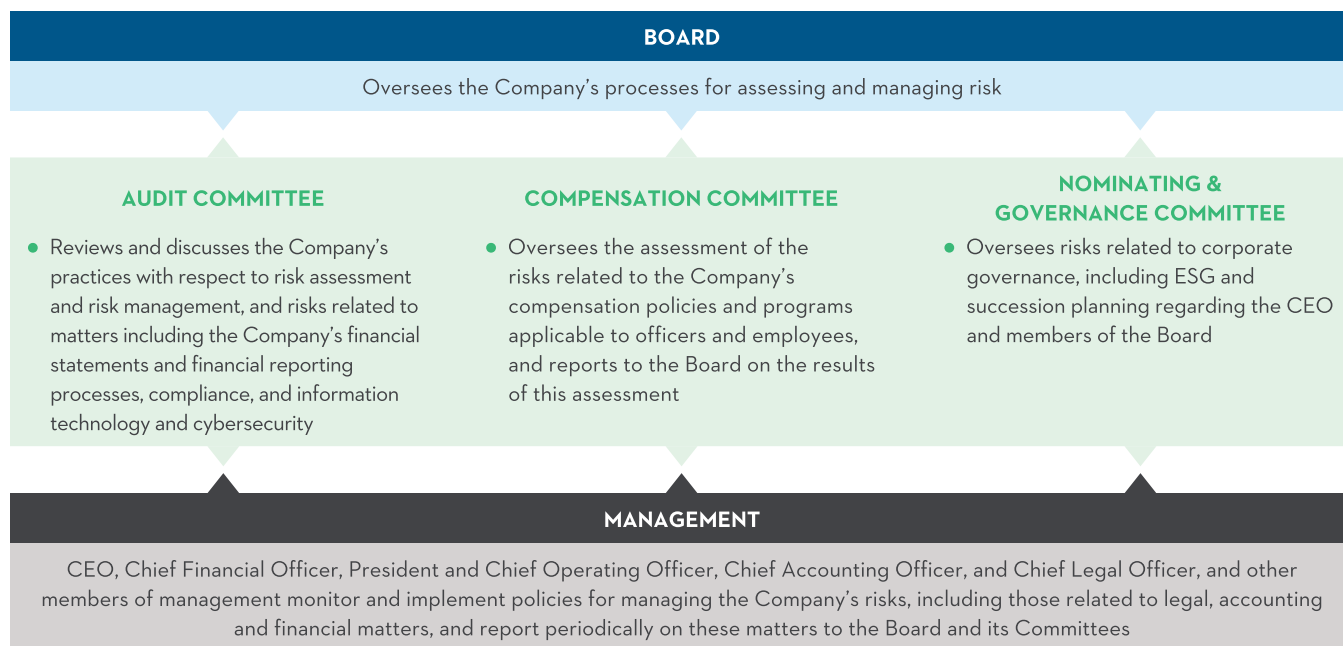 BOARD
Oversees the Company's processes for assessing and managing risk
AUDIT COMMITTEE
• Reviews and discusses the Company's
practices with respect to risk assessment
and risk management, and risks related to
matters including the Company's financial
statements and financial reporting
processes, compliance, and information
technology and cybersecurity
COMPENSATION COMMITTEE
• Oversees the assessment of the
risks related to the Company's
compensation policies and programs
applicable to officers and employees,
and reports to the Board on the results
of this assessment
NOMINATING &
GOVERNANCE COMMITTEE
• Oversees risks related to corporate
governance, including ESG and
succession planning regarding the CEO
and members of the Board
MANAGEMENT
CEO, Chief Financial Officer, President and Chief Operating Officer, Chief Accounting Officer, and Chief Legal Officer, and other
members of management monitor and implement policies for managing the Company's risks, including those related to legal, accounting
and financial matters, and report periodically on these matters to the Board and its Committees